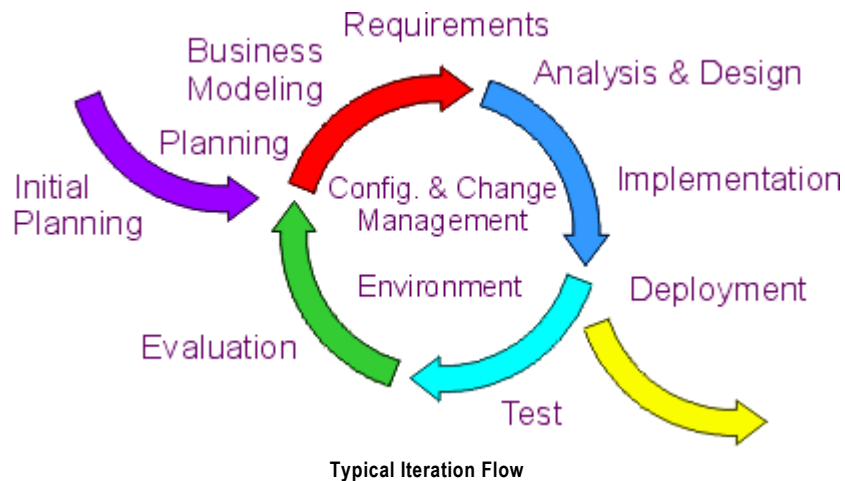 Requirements
Business
Modeling
Analysis & Design
Planning
Initial
Planning
Config. & Change
Management
Implementation
Environment
Deployment
Evaluation
Test
Typical Iteration Flow